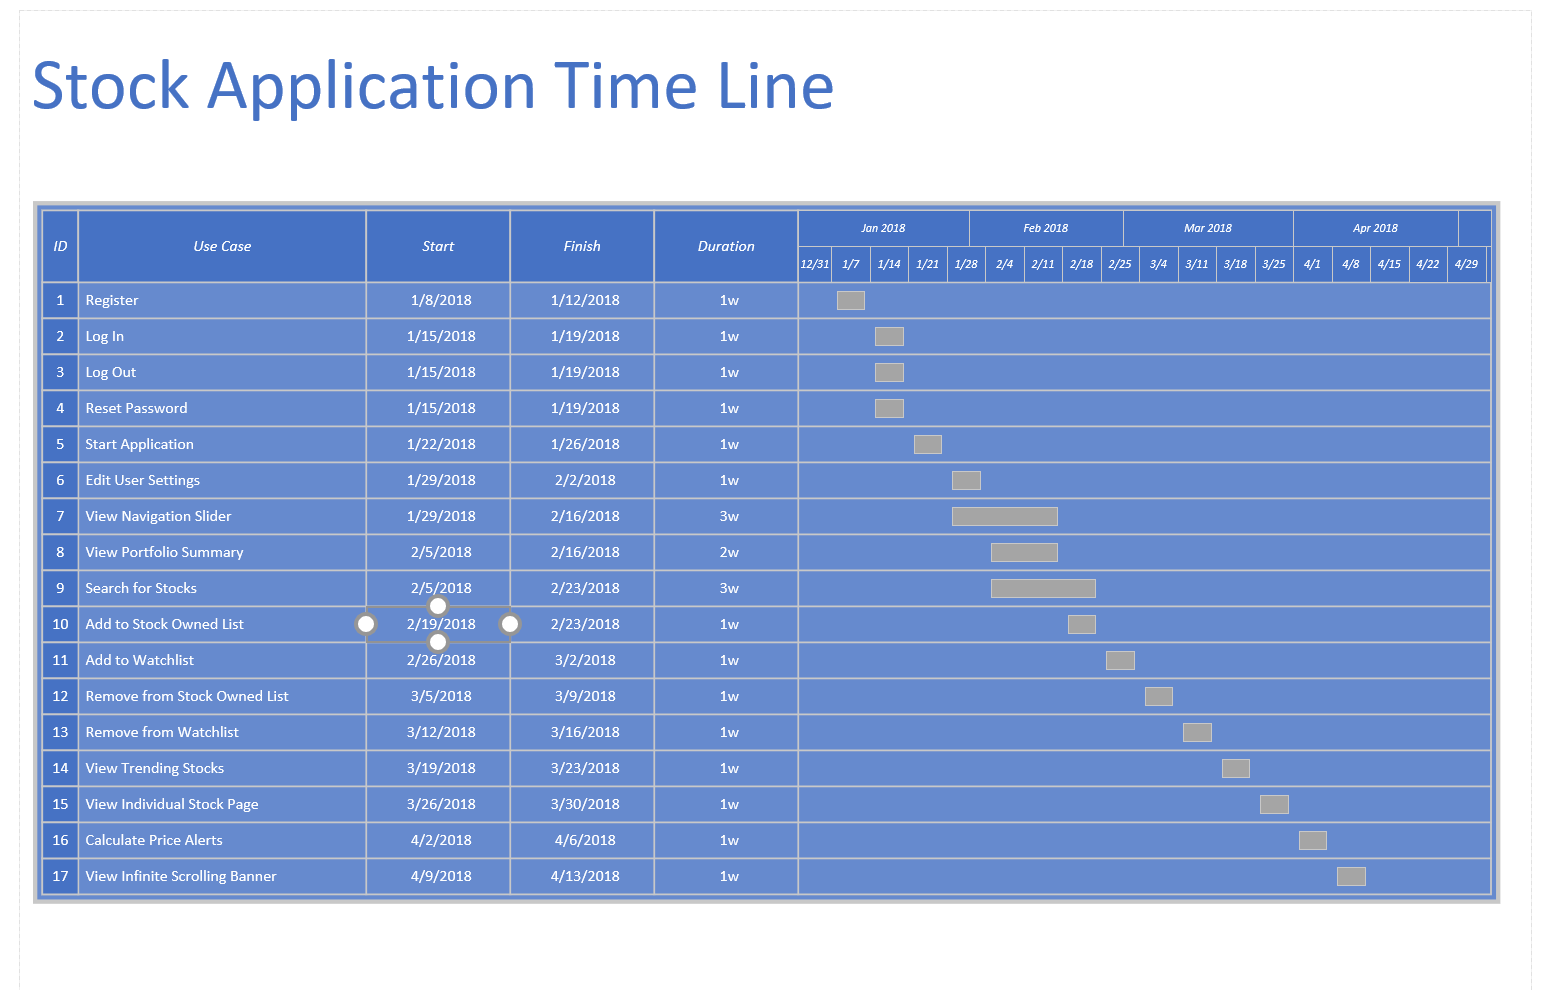 Stock Application Time Line
ID Use Case Start Finish Duration Jan 2018 Feb 2018 Mar 2018 Apr 2018
12/31 1/7 1/14 1/21 1/28 2/4 2/11 2/18 2/25 3/4 3/11 3/18 3/25 4/1 4/8 4/15 4/22 4/29
1 Register 1/8/2018 1/12/2018 1w
2 Log In 1/15/2018 1/19/2018 1w
3 Log Out 1/15/2018 1/19/2018 1w
4 Reset Password 1/15/2018 1/19/2018 1w
5 Start Application 1/22/2018 1/26/2018 1w
6 Edit User Settings 1/29/2018 2/2/2018 1w
7 View Navigation Slider 1/29/2018 2/16/2018 3w
8 View Portfolio Summary 2/5/2018 2/16/2018 2w
9 Search for Stocks 2/5/2018 2/23/2018 3w
10 Add to Stock Owned List 2/19/2018 2/23/2018 1w
11 Add to Watchlist 2/26/2018 3/2/2018 1w
12 Remove from Stock Owned List 3/5/2018 3/9/2018 1w
13 Remove from Watchlist 3/12/2018 3/16/2018 1w
14 View Trending Stocks 3/19/2018 3/23/2018 1w
15 View Individual Stock Page 3/26/2018 3/30/2018 1w
16 Calculate Price Alerts 4/2/2018 4/6/2018 1w
17 View Infinite Scrolling Banner 4/9/2018 4/13/2018 1w